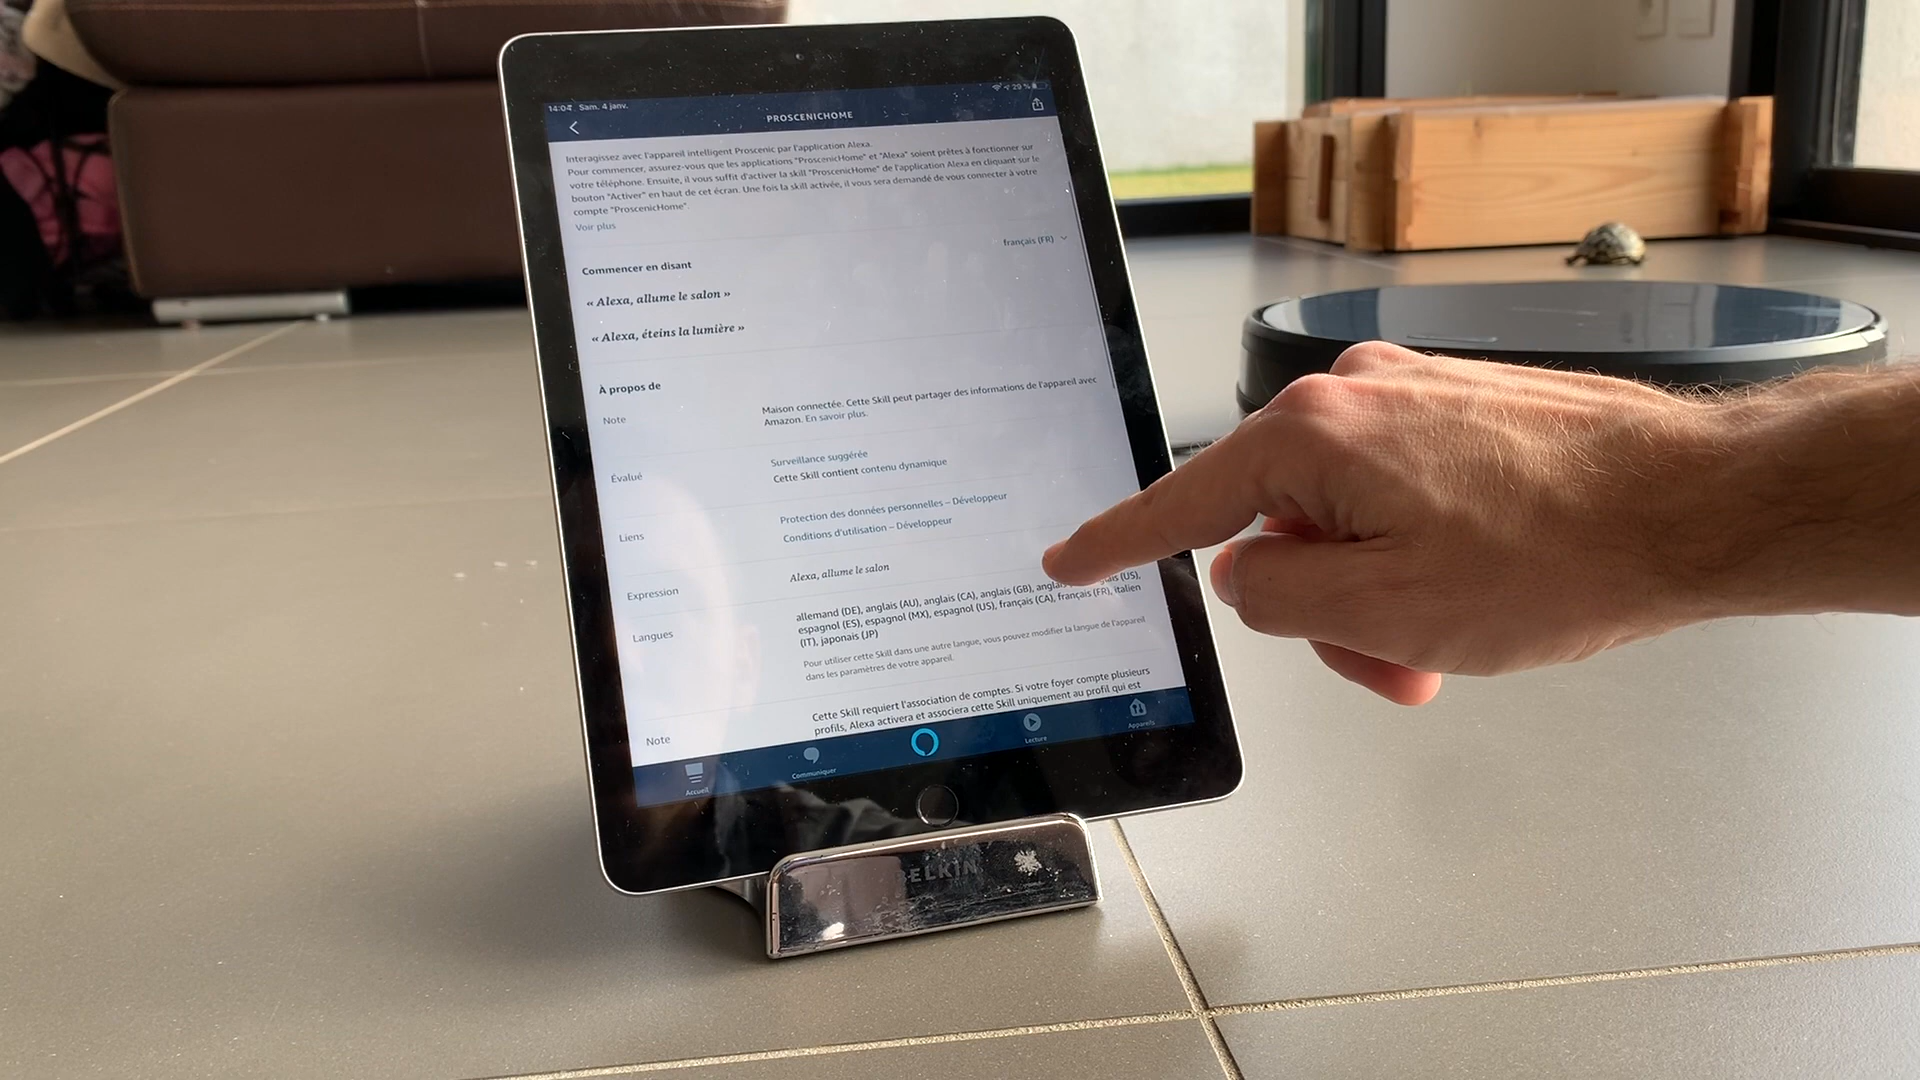 14:04 Sam. 4 janv.
29 %
PROSCENICHOME
Interagissez avec l'appareil intelligent Proscenic par l'application Alexa.
Pour commencer, assurez-vous que les applications "ProscenicHome" et "Alexa" soient prêtes à fonctionner sur
votre téléphone. Ensuite, il vous suffit d'activer la skill "ProscenicHome" de l'application Alexa en cliquant sur le
bouton "Activer" en haut de cet écran. Une fois la skill activée, il vous sera demandé de vous connecter à votre
compte "ProscenicHome"
Voir plus
français (FR)
Commencer en disant
« Alexa, allume le salon »
« Alexa, éteins la lumière »
À propos de
Note
Maison connectée. Cette Skill peut partager des informations de l'appareil avec
Amazon. En savoir plus.
Évalué
Surveillance suggérée
Cette Skill contient contenu dynamique
Liens
Protection des données personnelles – Développeur
Conditions d'utilisation – Développeur
Expression
Alexa, allume le salon
Langues
allemand (DE), anglais (AU), anglais (CA), anglais (GB), (US),
espagnol (ES), espagnol (MX), espagnol (US), français (CA), français (FR), italien
(IT), japonais (JP)
Pour utiliser cette Skill dans une autre langue, vous pouvez modifier la langue de l'appareil
dans les paramètres de votre appareil.
Note
Cette Skill requiert l'association de comptes. Si votre foyer compte plusieurs
profils, Alexa activera et associera cette Skill uniquement au profil qui est
Accueil
Communiquer
Lecture
Appareils
BELKIN